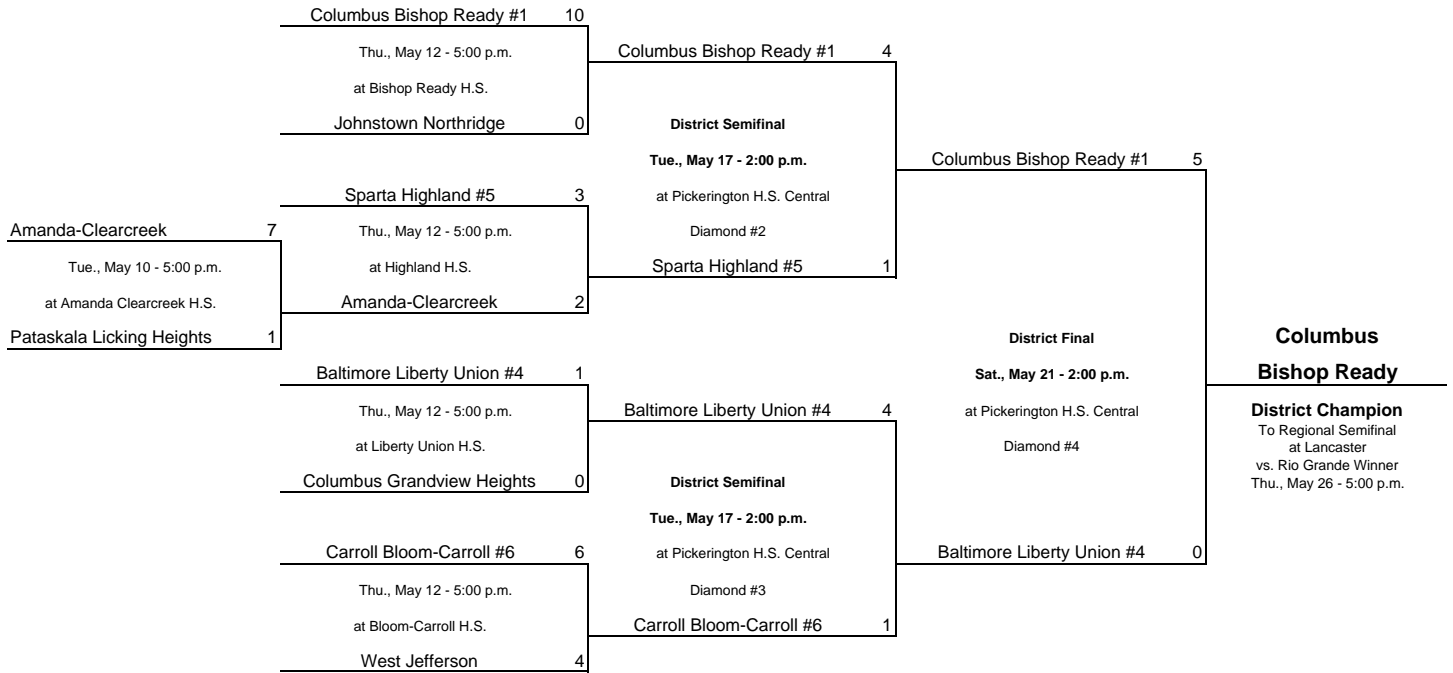 Columbus Bishop Ready #1 10
Thu., May 12 - 5:00 p.m.
at Bishop Ready H.S.
Johnstown Northridge 0
Sparta Highland #5 3
Amanda-Clearcreek 7
Tue., May 10 - 5:00 p.m.
at Amanda Clearcreek H.S.
Pataskala Licking Heights 1
Thu., May 12 - 5:00 p.m.
at Highland H.S.
Amanda-Clearcreek 2
Baltimore Liberty Union #4 1
Thu., May 12 - 5:00 p.m.
at Liberty Union H.S.
Columbus Grandview Heights 0
Carroll Bloom-Carroll #6 6
Thu., May 12 - 5:00 p.m.
at Bloom-Carroll H.S.
West Jefferson 4
Columbus Bishop Ready #1 4
District Semifinal
Tue., May 17 - 2:00 p.m.
at Pickerington H.S. Central
Diamond #2
Sparta Highland #5 1
Baltimore Liberty Union #4 4
District Semifinal
Tue., May 17 - 2:00 p.m.
at Pickerington H.S. Central
Diamond #3
Carroll Bloom-Carroll #6 1
Columbus Bishop Ready #1 5
District Final
Sat., May 21 - 2:00 p.m.
at Pickerington H.S. Central
Diamond #4
Baltimore Liberty Union #4 0
Columbus
Bishop Ready
District Champion
To Regional Semifinal
at Lancaster
vs. Rio Grande Winner
Thu., May 26 - 5:00 p.m.